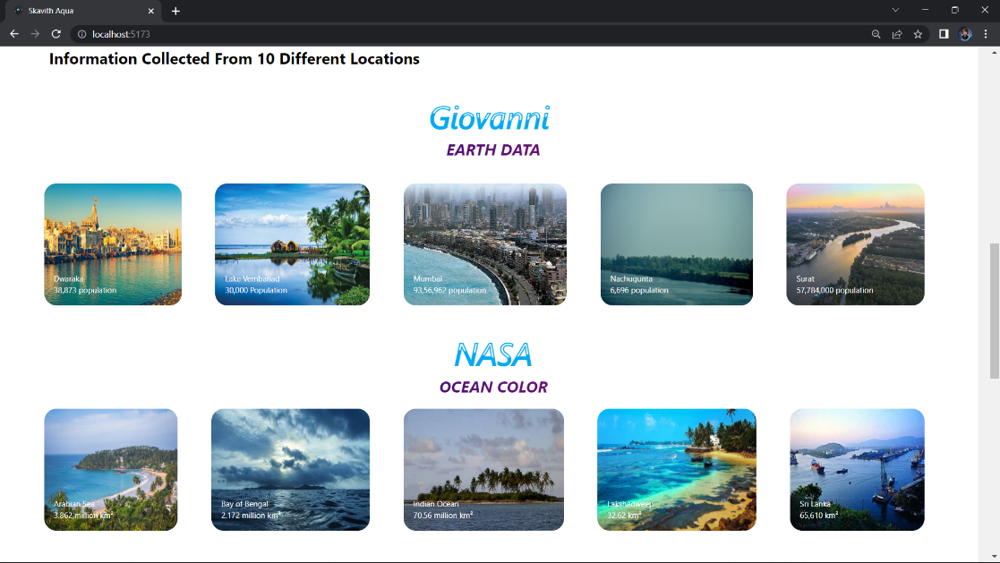 Skavith Aqua
localhost:5173
Information Collected From 10 Different Locations
Giovanni
EARTH DATA
Dwaraka
38,873 population
Lake Vembanad
30,000 Population
Mumbai
93,56,962 population
Nachugunta
6,696 population
Surat
57,784,000 population
NASA
OCEAN COLOR
Arabian Sea
3.862 million km²
Bay of Bengal
2.172 million km²
Indian Ocean
70.56 million km²
Lakshadweep
32.62 km²
Sri Lanka
65,610 km²